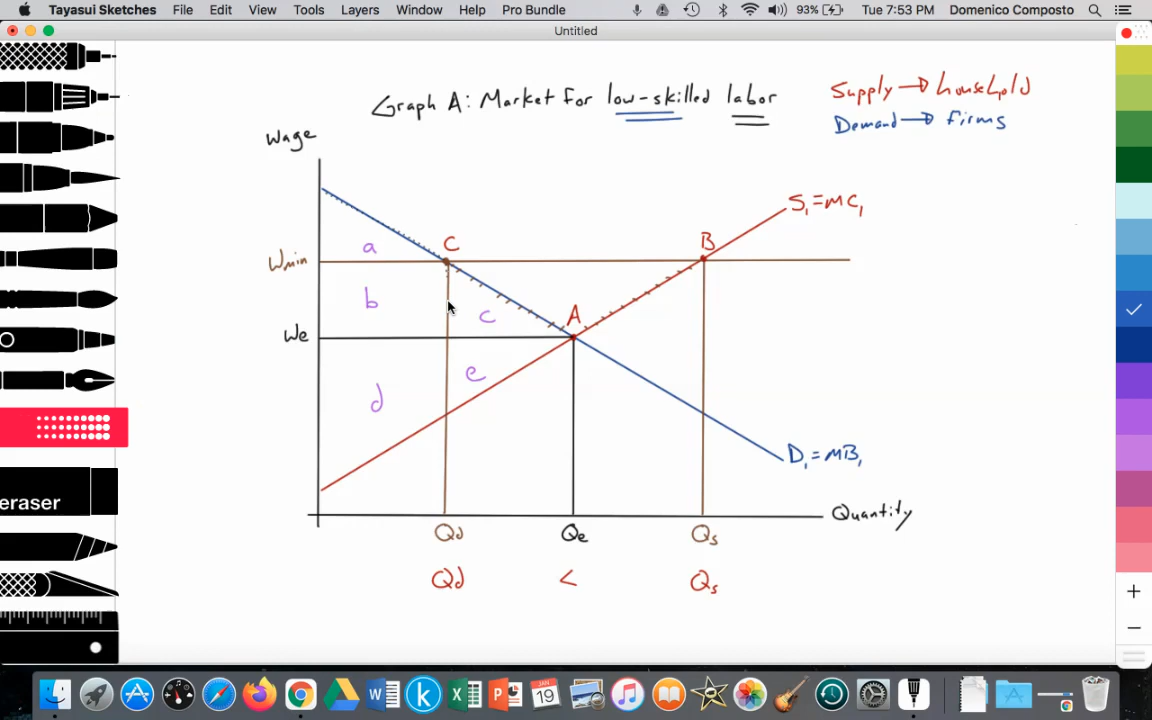 Tayasui Sketches File Edit View Tools Layers Window Help Pro Bundle 93% Tue 7:53 PM Domenico Composto
Untitled
Graph A: Market for low-skilled labor
Supply → household
Demand → firms
Wage
S₁=MC₁
C
B
a
Wmin
b
c
A
We
e
d
D₁=MB₁
Quantity
Qd Qe Qs
Qd < Qs
eraser
W k X P
JAN
19